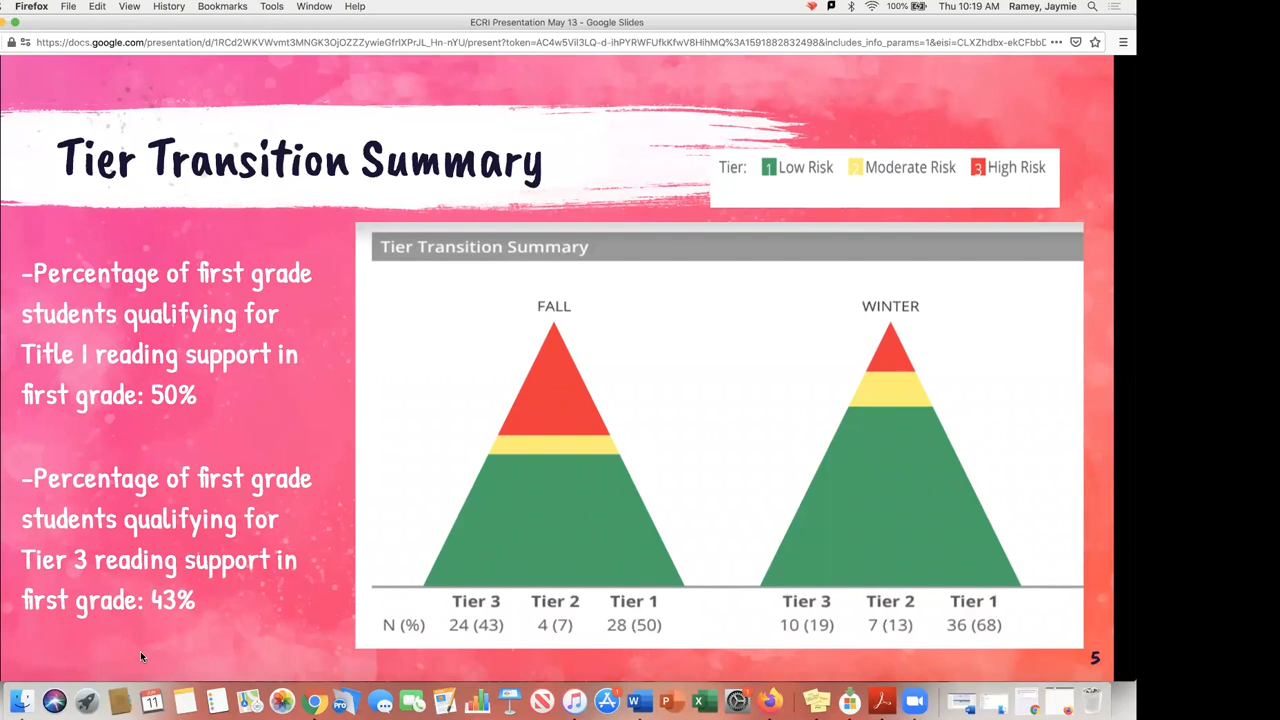 Firefox File Edit View History Bookmarks Tools Window Help 100% Thu 10:19 AM Ramey, Jaymie
ECRI Presentation May 13 - Google Slides
Tier Transition Summary
Tier: 1 Low Risk 2 Moderate Risk 3 High Risk
-Percentage of first grade
students qualifying for
Title 1 reading support in
first grade: 50%
-Percentage of first grade
students qualifying for
Tier 3 reading support in
first grade: 43%
Tier Transition Summary
FALL WINTER
Tier 3 Tier 2 Tier 1 Tier 3 Tier 2 Tier 1
N (%) 24 (43) 4 (7) 28 (50) 10 (19) 7 (13) 36 (68)
5